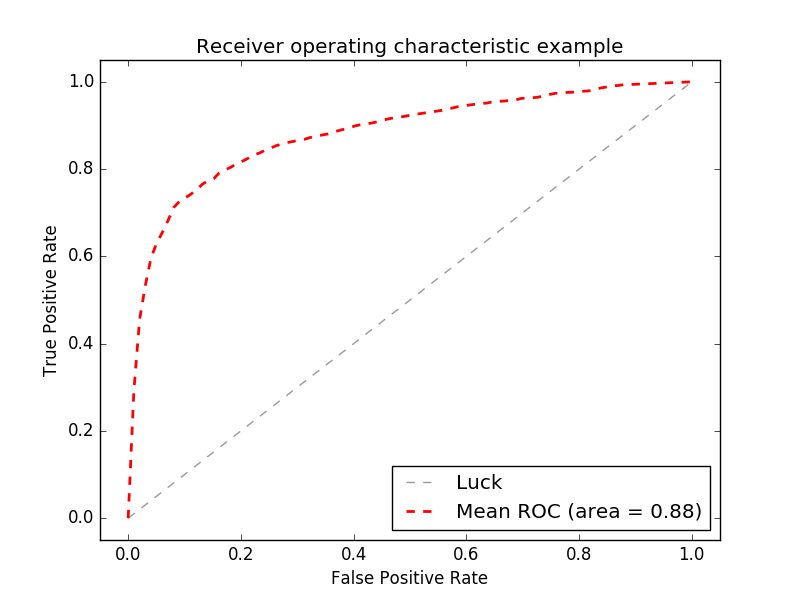 Receiver operating characteristic example
1.0
0.8
0.6
0.4
0.2
0.0
True Positive Rate
Luck
Mean ROC (area = 0.88)
0.0 0.2 0.4 0.6 0.8 1.0
False Positive Rate